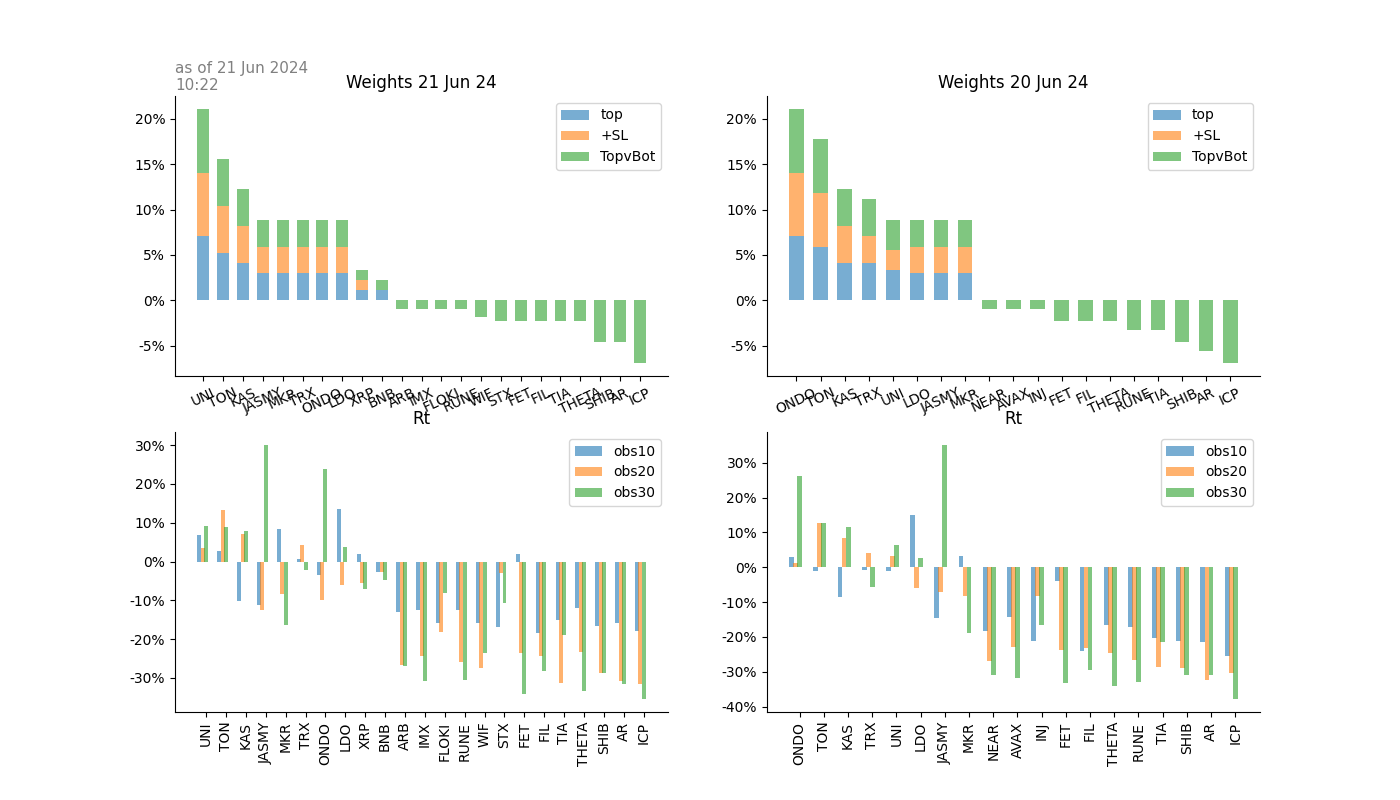 as of 21 Jun 2024
10:22
Weights 21 Jun 24
20%
15%
10%
5%
0%
-5%
top
+SL
TopvBot
UNI TON KAS JASMY MKR TRX ONDO LDO XRP BNB ARB IMX FLOKI RUNE WIF STX FET FIL TIA THETA SHIB AR ICP
Weights 20 Jun 24
20%
15%
10%
5%
0%
-5%
top
+SL
TopvBot
ONDO TON KAS TRX UNI LDO JASMY MKR NEAR AVAX INJ FET FIL THETA RUNE TIA SHIB AR ICP
Rt
30%
20%
10%
0%
-10%
-20%
-30%
obs10
obs20
obs30
UNI TON KAS JASMY MKR TRX ONDO LDO XRP BNB ARB IMX FLOKI RUNE WIF STX FET FIL TIA THETA SHIB AR ICP
Rt
30%
20%
10%
0%
-10%
-20%
-30%
-40%
obs10
obs20
obs30
ONDO TON KAS TRX UNI LDO JASMY MKR NEAR AVAX INJ FET FIL THETA RUNE TIA SHIB AR ICP